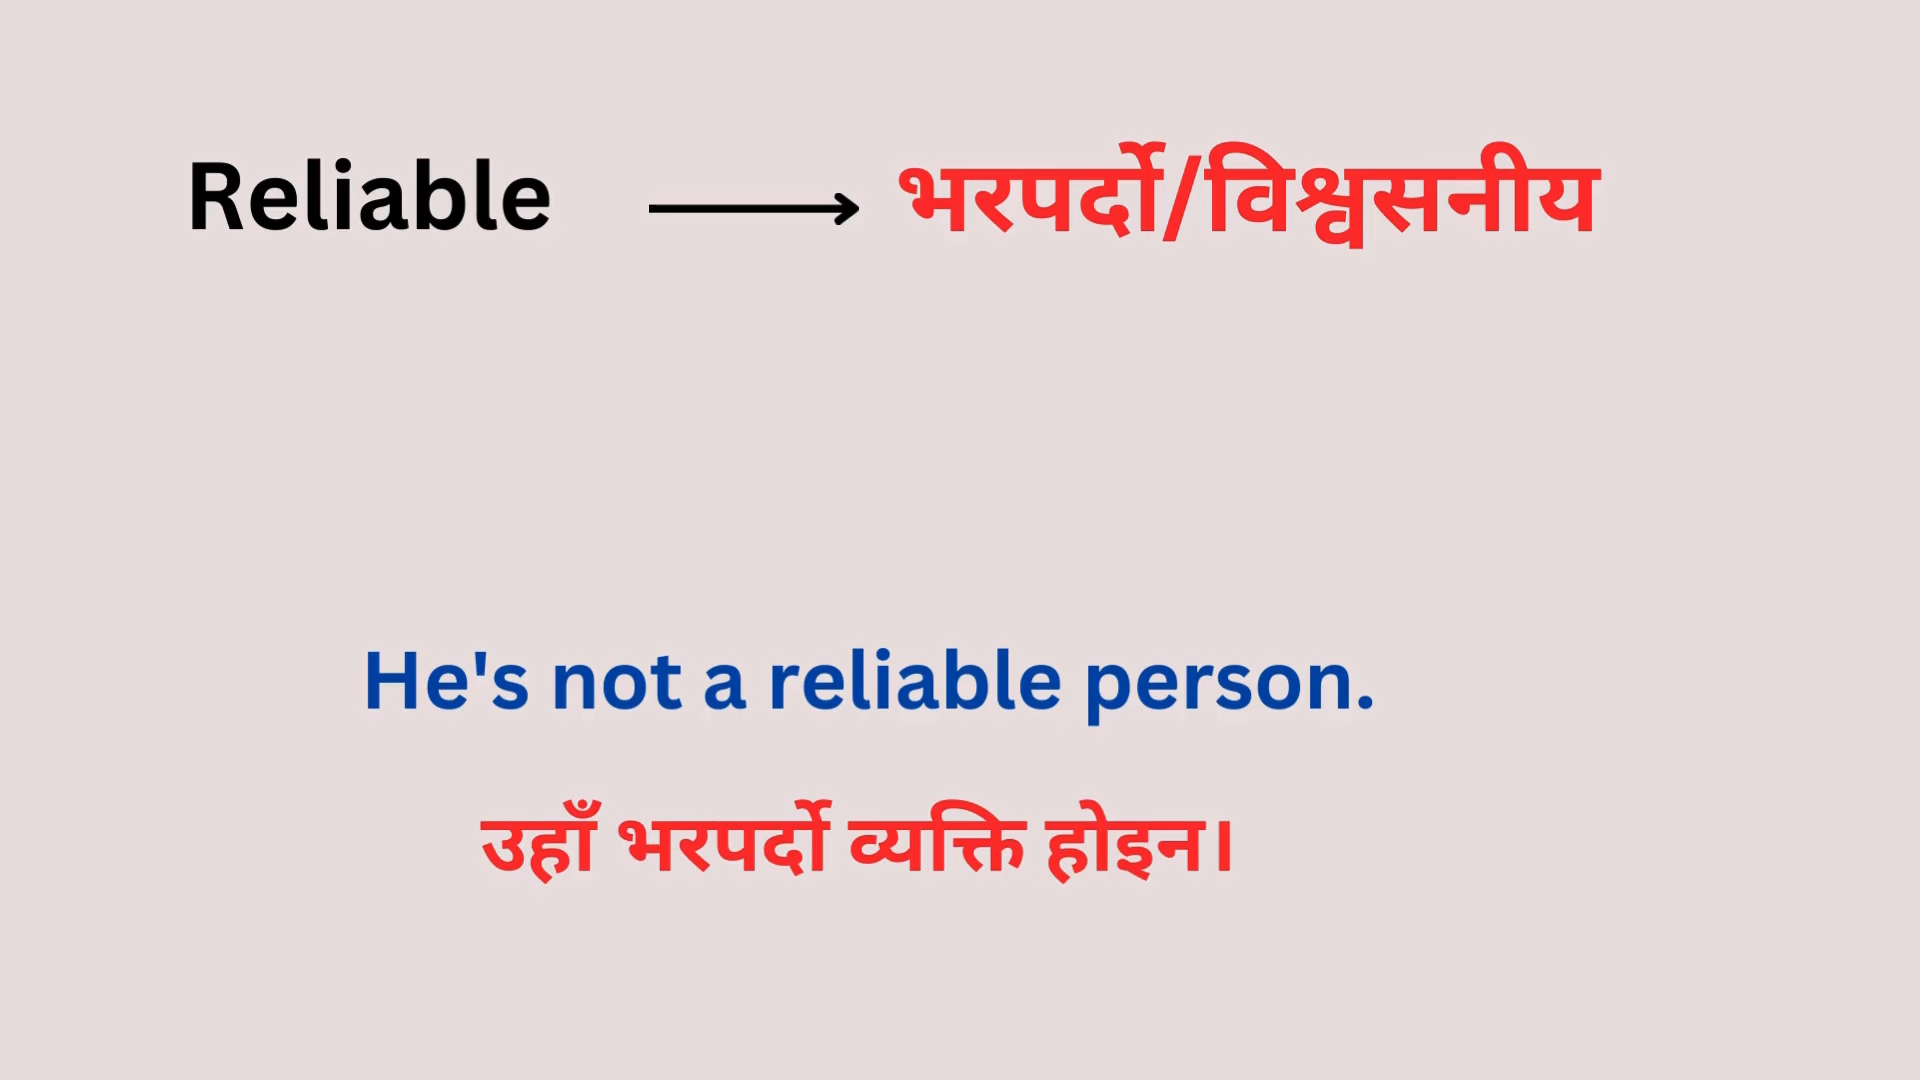 Reliable → भरपर्दो/विश्वसनीय
He's not a reliable person.
उहाँ भरपर्दो व्यक्ति होइन।